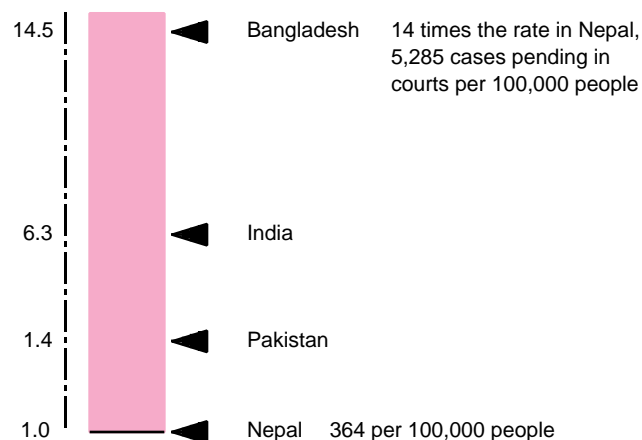 14.5 Bangladesh 14 times the rate in Nepal,
5,285 cases pending in
courts per 100,000 people
6.3 India
1.4 Pakistan
1.0 Nepal 364 per 100,000 people